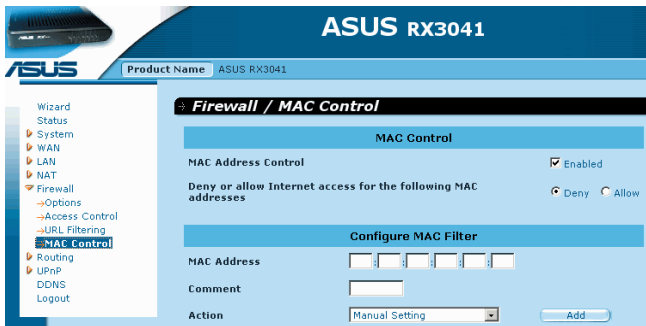 ASUS RX3041
ASUS
Product Name ASUS RX3041
Wizard
Status
System
WAN
LAN
NAT
Firewall
→Options
→Access Control
→URL Filtering
→MAC Control
Routing
UPnP
DDNS
Logout
Firewall / MAC Control
MAC Control
MAC Address Control Enabled
Deny or allow Internet access for the following MAC
addresses Deny Allow
Configure MAC Filter
MAC Address : : : : :
Comment
Action Manual Setting Add